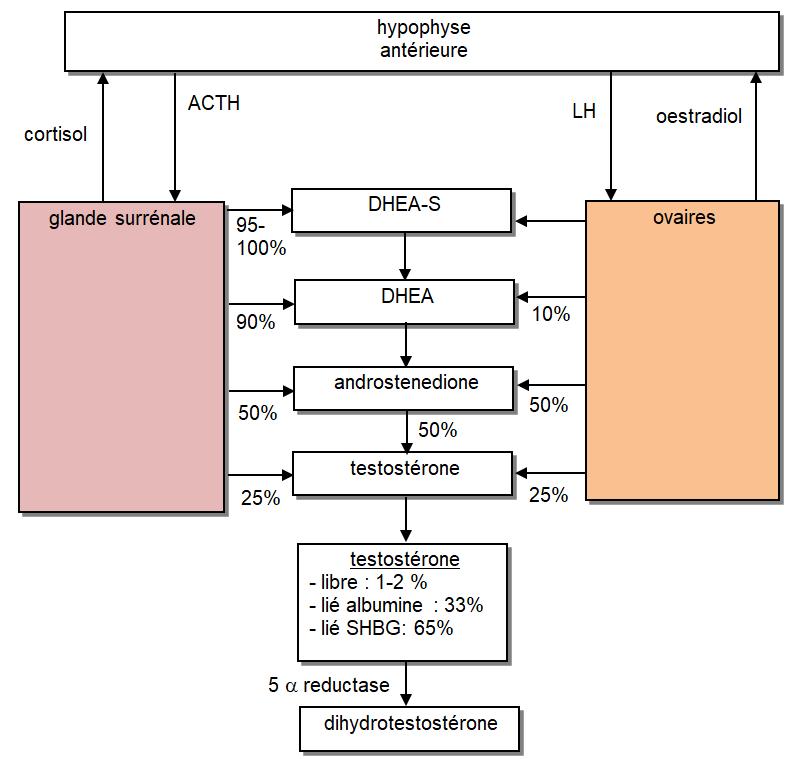 hypophyse
antérieure
ACTH
LH
oestradiol
cortisol
glande surrénale
DHEA-S
ovaires
95-
100%
DHEA
90%
10%
androstenedione
50%
50%
50%
testostérone
25%
25%
testostérone
- libre : 1-2 %
- lié albumine : 33%
- lié SHBG: 65%
5 α reductase
dihydrotestostérone